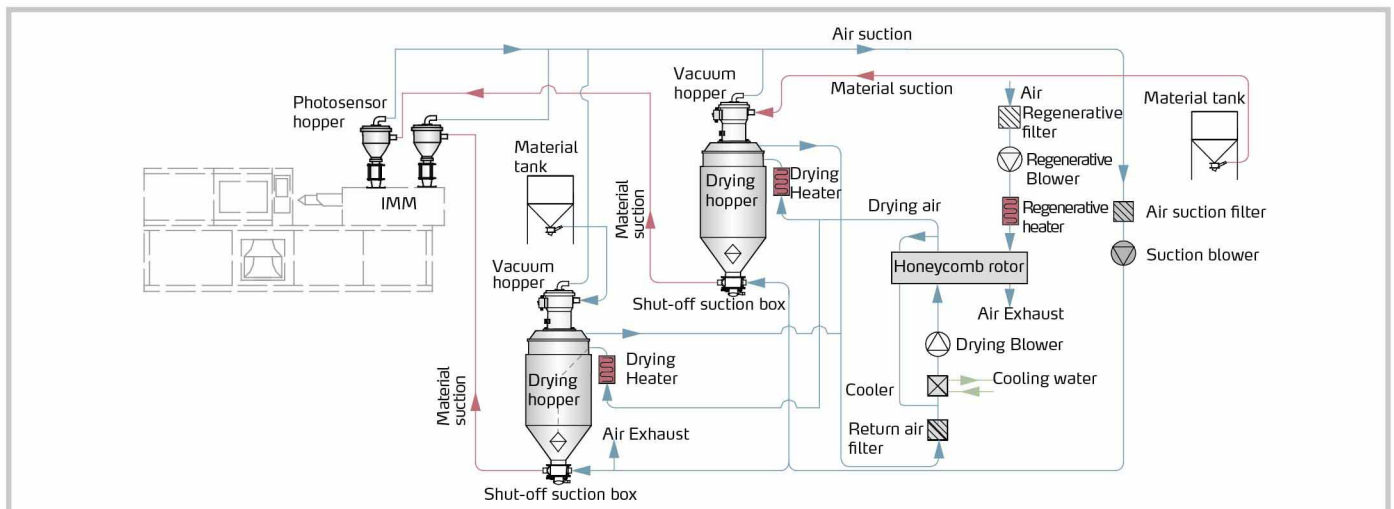 Air suction
Vacuum
hopper
Material suction
Air
Regenerative
filter
Material tank
Photosensor
hopper
Material
tank
Regenerative
Blower
Drying
hopper
Drying
Heater
IMM
Material
suction
Drying air
Regenerative
heater
Air suction filter
Suction blower
Honeycomb rotor
Vacuum
hopper
Shut-off suction box
Air Exhaust
Drying Blower
Drying
hopper
Drying
Heater
Material
suction
Cooler
Cooling water
Air Exhaust
Return air
filter
Shut-off suction box